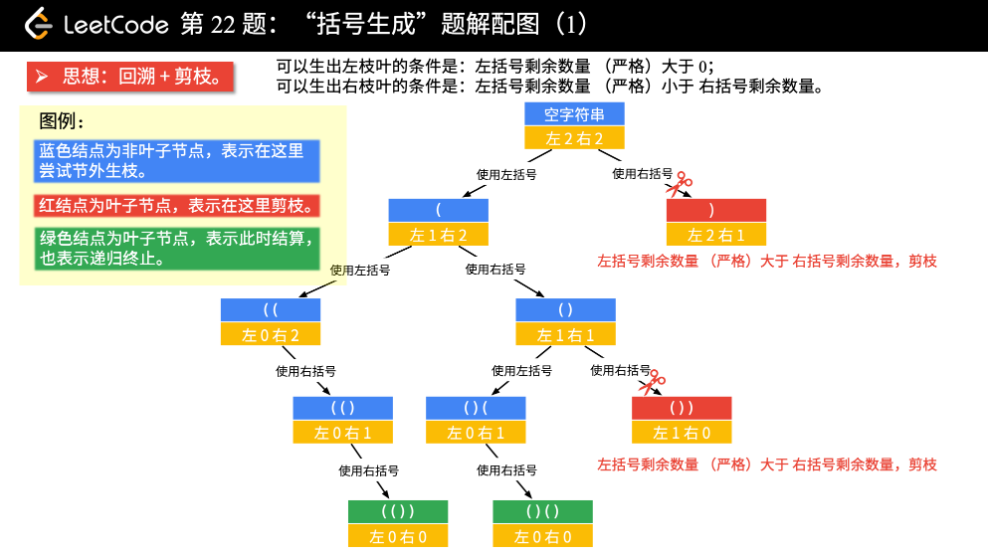 LeetCode 第 22 题：“括号生成”题解配图（1）
思想：回溯 + 剪枝。
可以生出左枝叶的条件是：左括号剩余数量 （严格）大于 0；
可以生出右枝叶的条件是：左括号剩余数量 （严格）小于 右括号剩余数量。
图例：
蓝色结点为非叶子节点，表示在这里
尝试节外生枝。
红结点为叶子节点，表示在这里剪枝。
绿色结点为叶子节点，表示此时结算，
也表示递归终止。
空字符串
左 2 右 2
使用左括号
使用右括号
(
左 1 右 2
)
左 2 右 1
左括号剩余数量 （严格）大于 右括号剩余数量，剪枝
使用左括号
使用右括号
( (
左 0 右 2
( )
左 1 右 1
使用右括号
使用左括号
使用右括号
( ( )
左 0 右 1
( ) (
左 0 右 1
( ) )
左 1 右 0
左括号剩余数量 （严格）大于 右括号剩余数量，剪枝
使用右括号
使用右括号
( ( ) )
左 0 右 0
( ) ( )
左 0 右 0